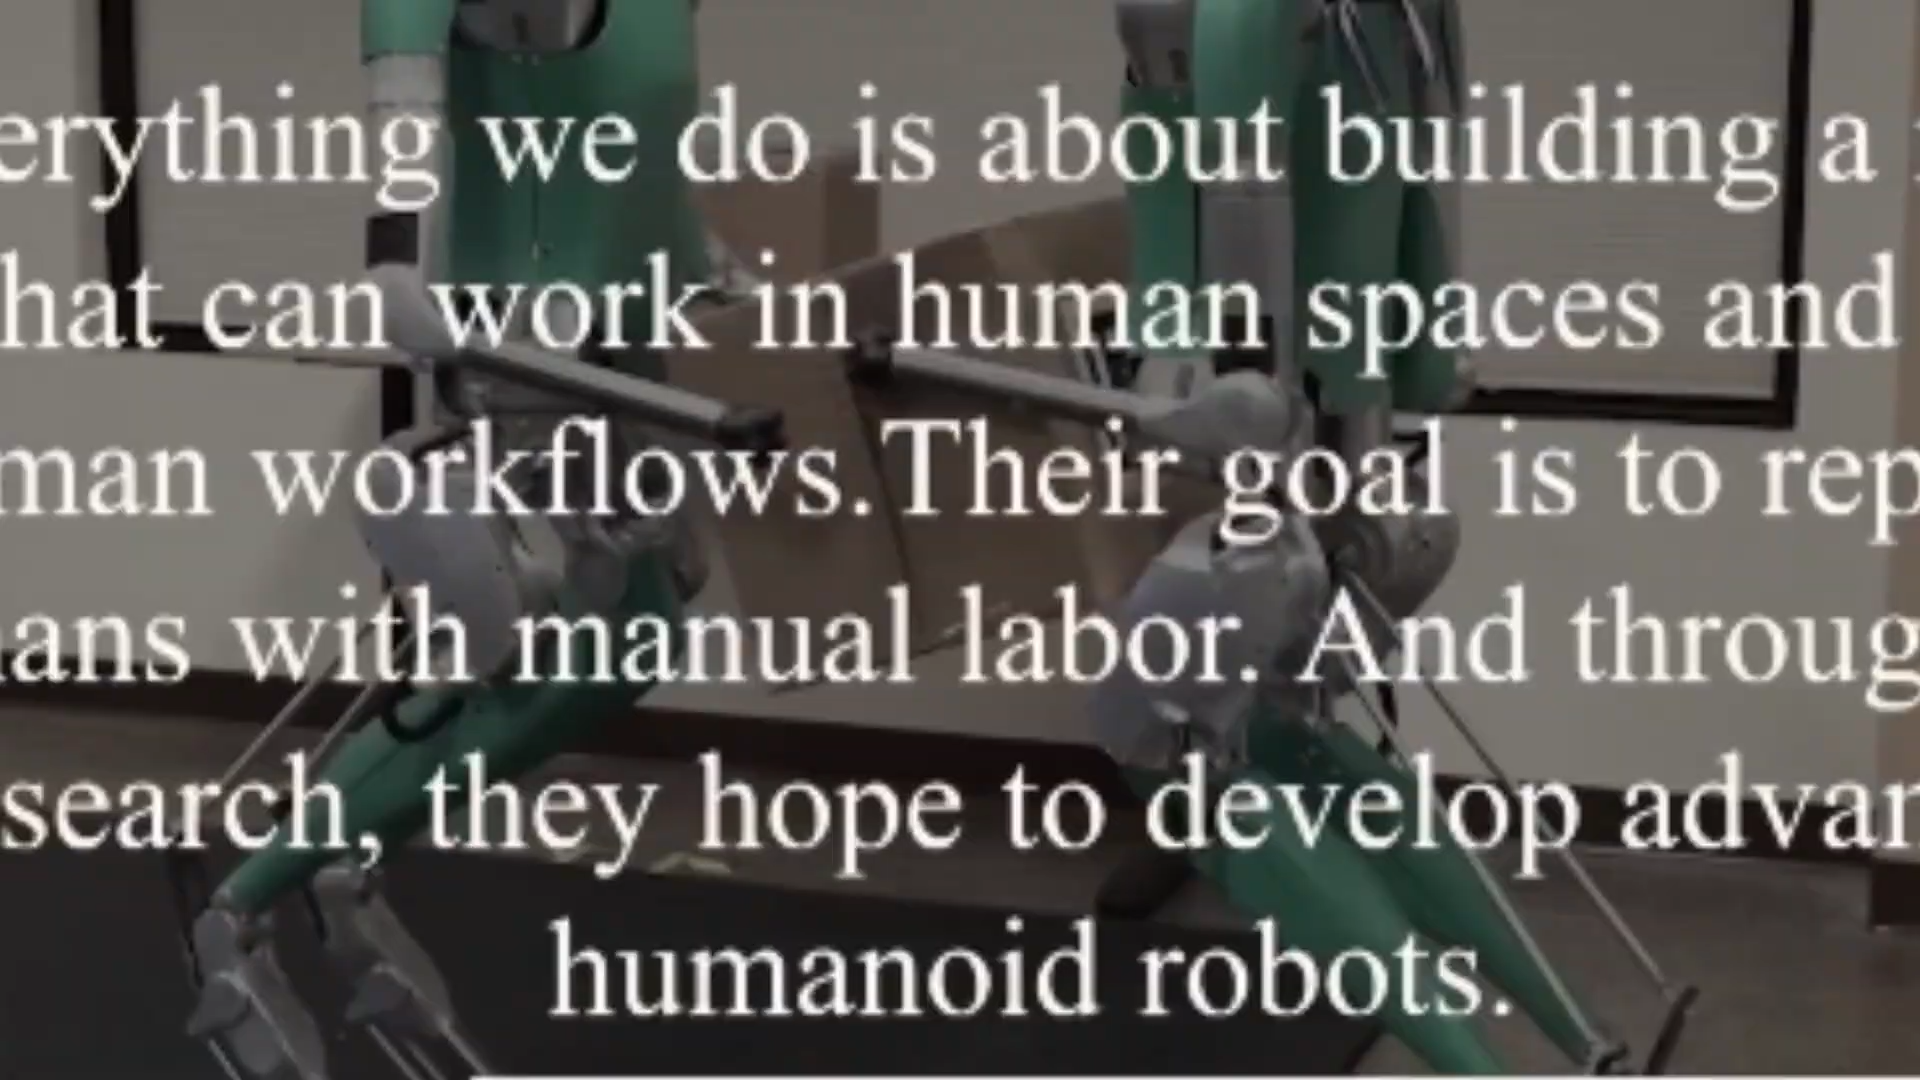 erything we do is about building a
hat can work in human spaces and
man workflows.Their goal is to rep
ans with manual labor. And throug
search, they hope to develop advan
humanoid robots.